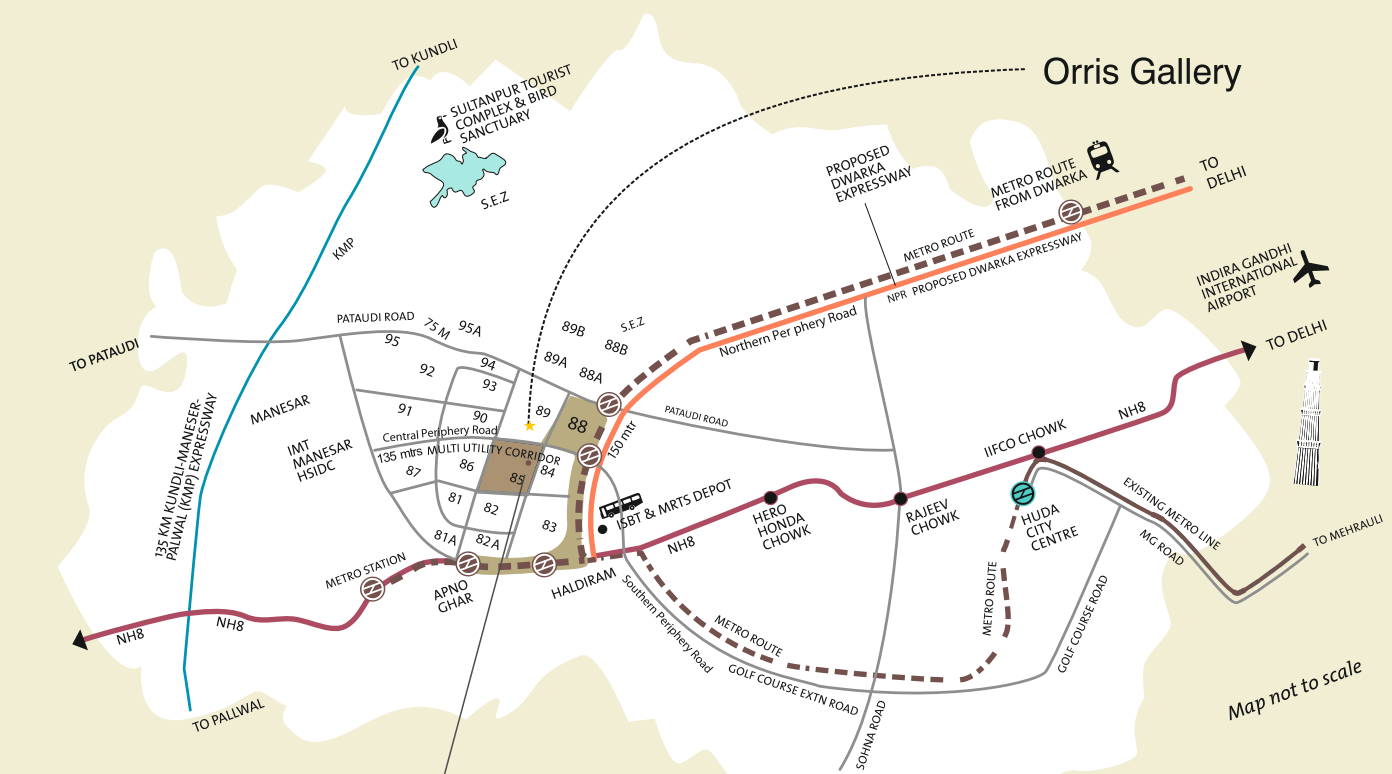 TO KUNDLI
SULTANPUR TOURIST
COMPLEX & BIRD
SANCTUARY
S.E.Z
Orris Gallery
PROPOSED
DWARKA
EXPRESSWAY
METRO ROUTE
FROM DWARKA
TO
DELHI
KMP
METRO ROUTE
NPR PROPOSED DWARKA EXPRESSWAY
INDIRA GANDHI
INTERNATIONAL
AIRPORT
TO DELHI
PATAUDI ROAD
75 M
95A
89B
S.E.Z
88B
Northern Per phery Road
TO PATAUDI
95
94
89A
88A
92
93
91
90
89
88
PATAUDI ROAD
NH8
MANESAR
Central Periphery Road
150 mtr
IIFCO CHOWK
IMT
MANESAR
HSIDC
135 mtrs MULTI UTILITY CORRIDOR
87
86
85
84
135 KM KUNDLI-MANESER-
PALWAL (KMP) EXPRESSWAY
81
82
83
ISBT & MRTS DEPOT
HERO
HONDA
CHOWK
RAJEEV
CHOWK
HUDA
CITY
CENTRE
EXISTING METRO LINE
MG ROAD
TO MEHRAULI
81A
82A
NH8
METRO STATION
APNO
GHAR
HALDIRAM
Southern Periphery Road
METRO ROUTE
METRO ROUTE
GOLF COURSE ROAD
NH8
NH8
GOLF COURSE EXTN ROAD
SOHNA ROAD
TO PALLWAL
Map not to scale